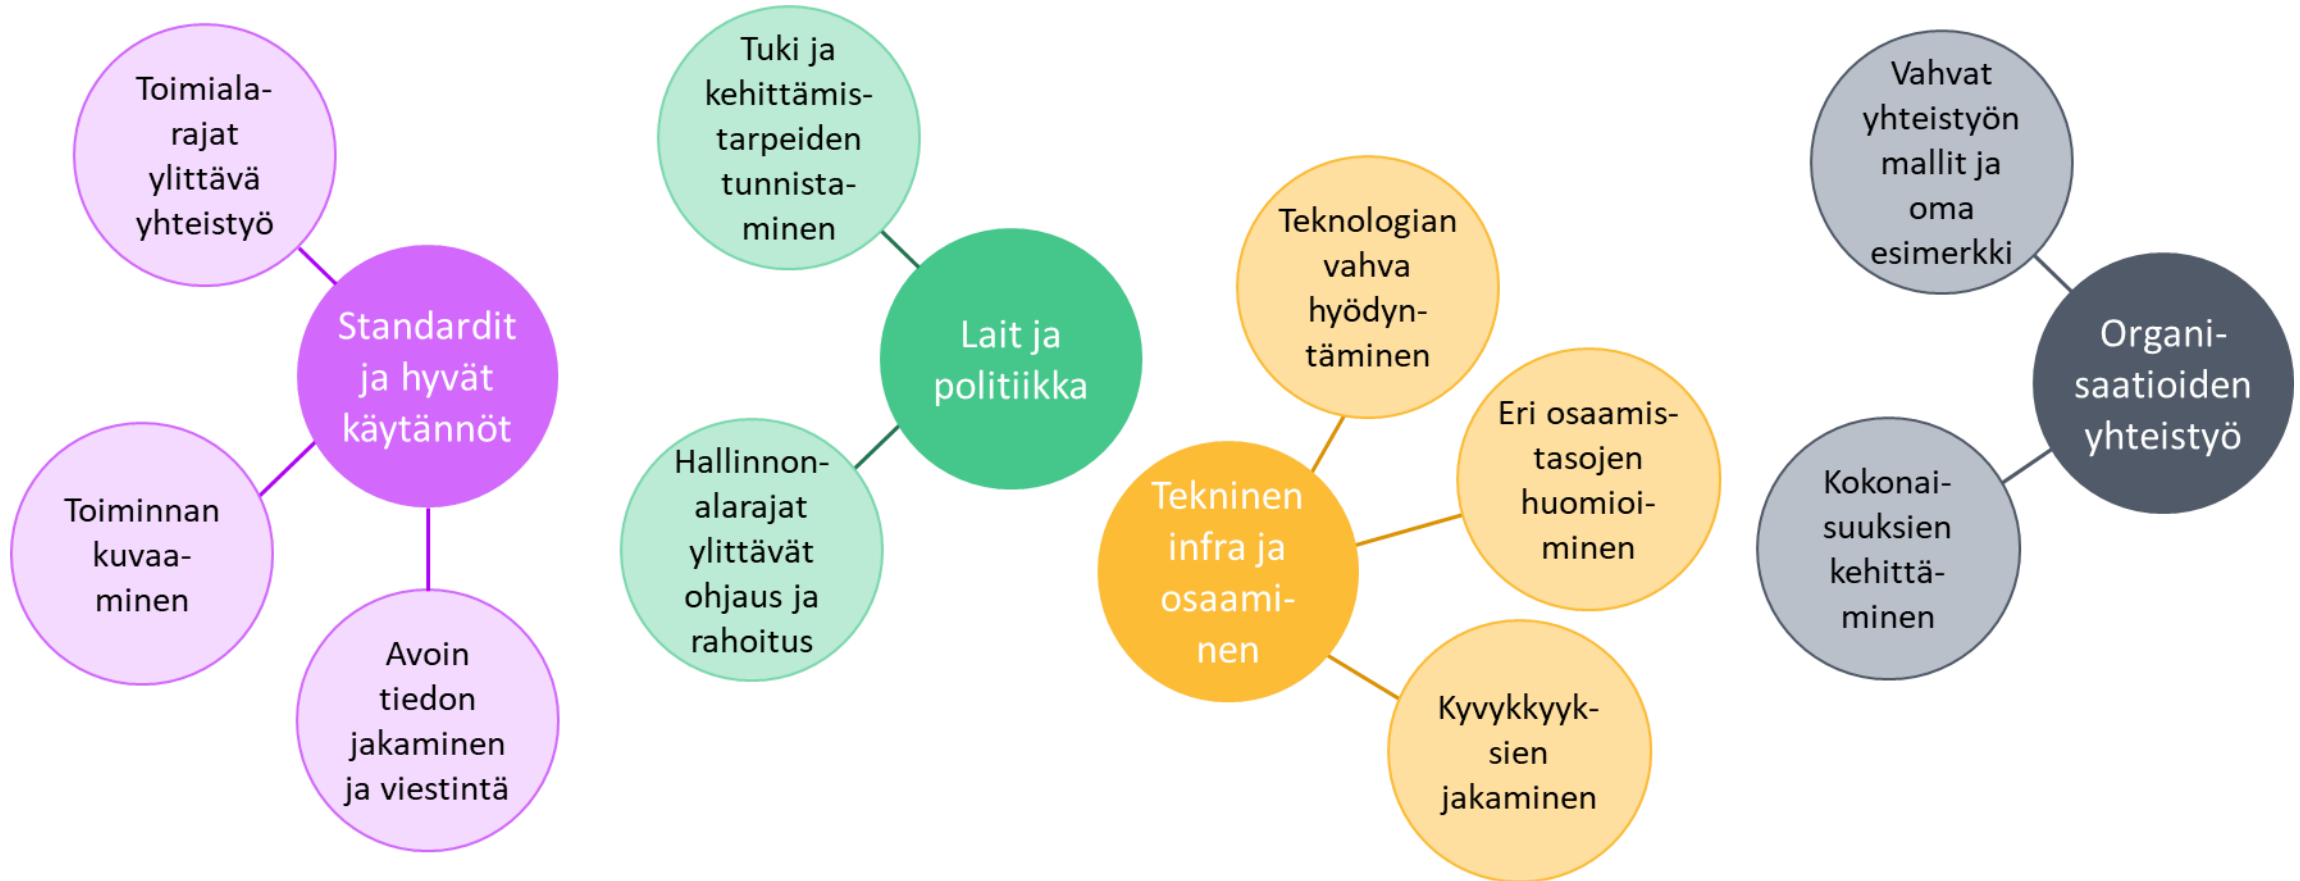 Toimiala-
rajat
ylittävä
yhteistyö
Standardit
ja hyvät
käytännöt
Toiminnan
kuvaa-
minen
Avoin
tiedon
jakaminen
ja viestintä
Tuki ja
kehittämis-
tarpeiden
tunnista-
minen
Lait ja
politiikka
Hallinnon-
alarajat
ylittävät
ohjaus ja
rahoitus
Teknologian
vahva
hyödyn-
täminen
Eri osaamis-
tasojen
huomioi-
minen
Tekninen
infra ja
osaami-
nen
Kyvykkyyk-
sien
jakaminen
Vahvat
yhteistyön
mallit ja
oma
esimerkki
Organi-
saatioiden
yhteistyö
Kokonai-
suuksien
kehittä-
minen